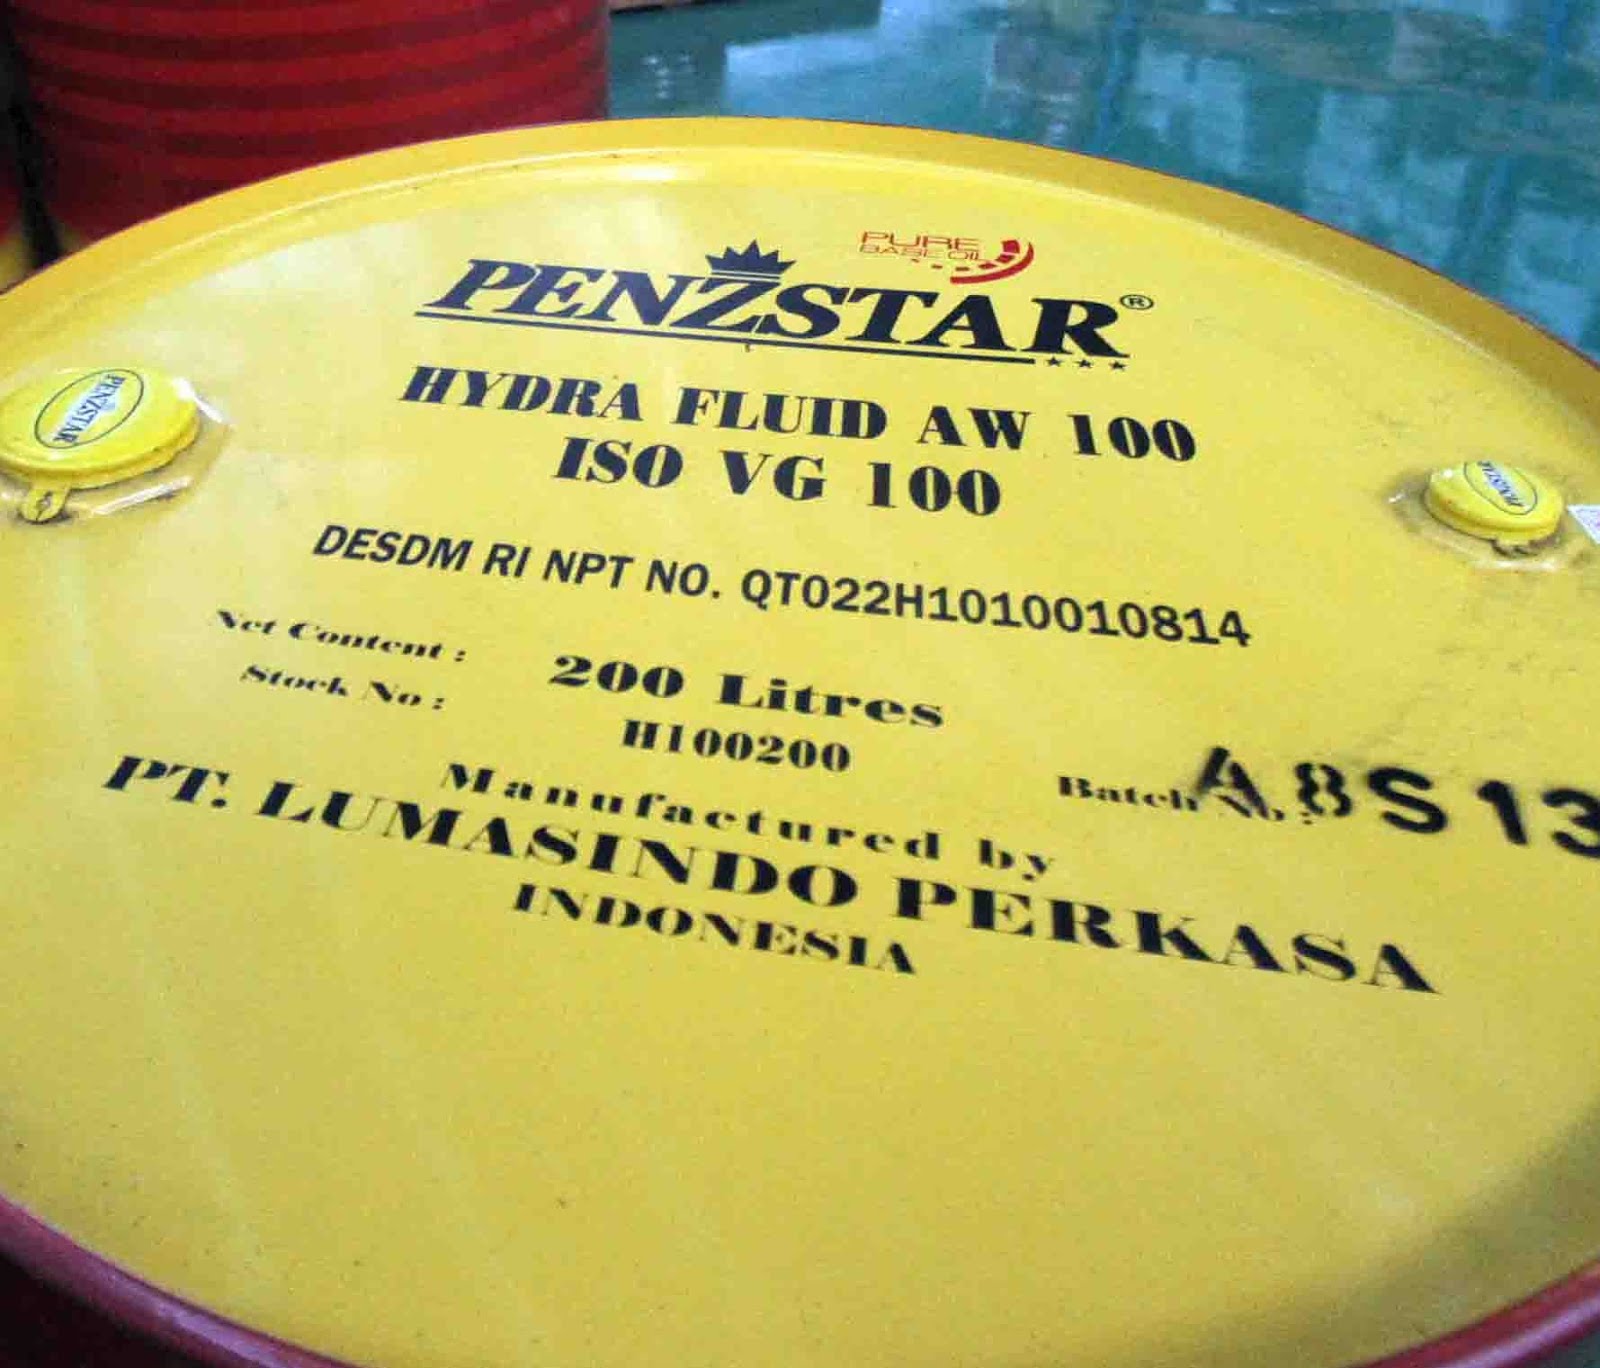 PURE
BASE OIL
PENZSTAR®
HYDRA FLUID AW 100
ISO VG 100
PENZSTAR
PENZSTAR
DESDM RI NPT NO. QT022H1010010814
Net Content : 200 Litres
Stock No : H100200
Batch No. : A8S13
Manufactured by
PT. LUMASINDO PERKASA
INDONESIA